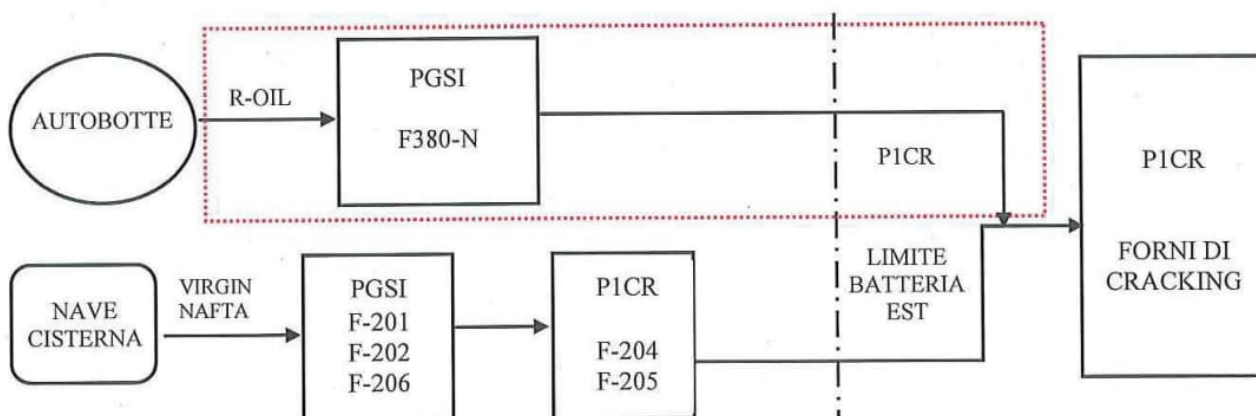 AUTOBOTTE
R-OIL
PGSI
F380-N
P1CR
P1CR
FORNI DI
CRACKING
NAVE
CISTERNA
VIRGIN
NAFTA
PGSI
F-201
F-202
F-206
P1CR
F-204
F-205
LIMITE
BATTERIA
EST